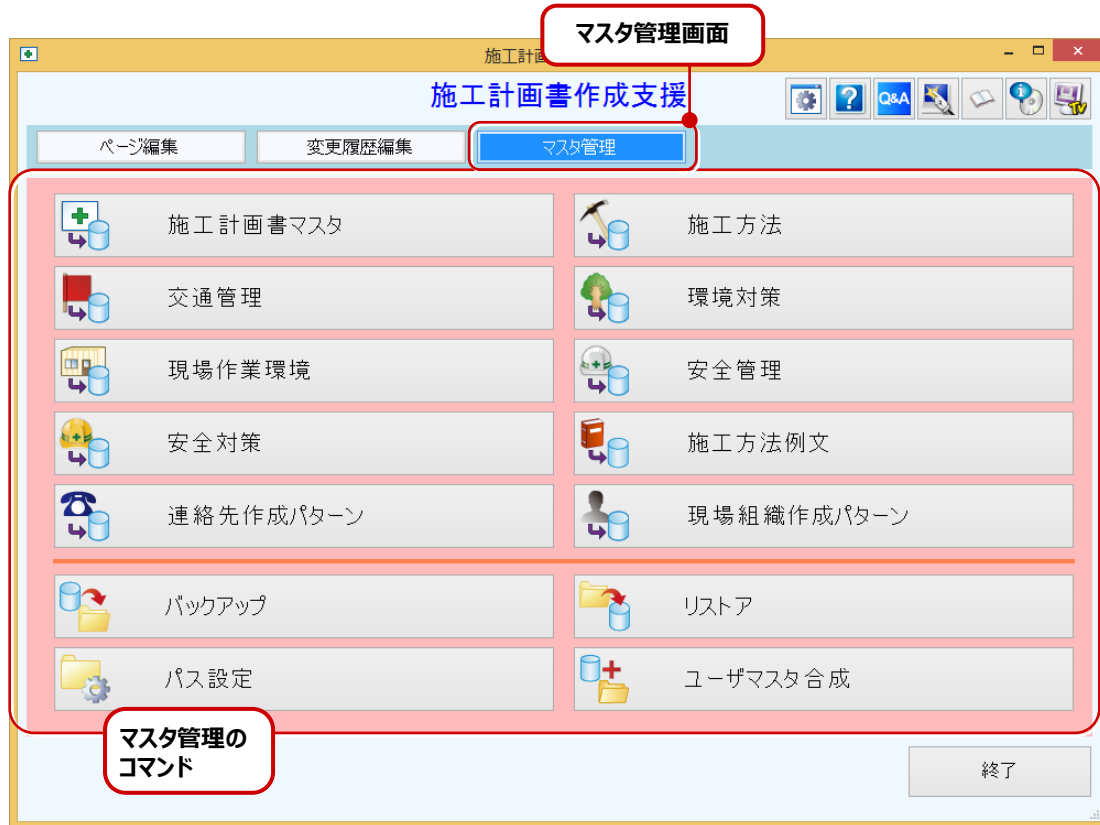 マスタ管理画面
施工計画
施工計画書作成支援
Q&A
TV
ページ編集
変更履歴編集
マスタ管理
施工計画書マスタ
施工方法
交通管理
環境対策
現場作業環境
安全管理
安全対策
施工方法例文
連絡先作成パターン
現場組織作成パターン
バックアップ
リストア
パス設定
ユーザマスタ合成
マスタ管理の
コマンド
終了